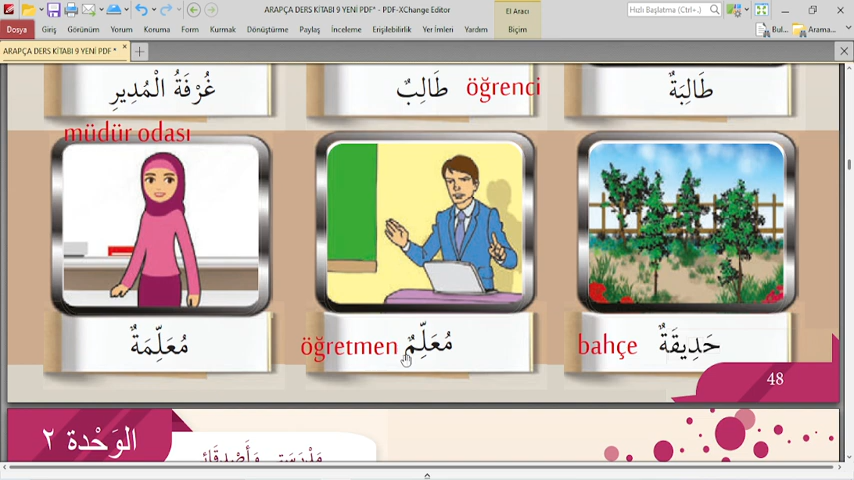 ARAPÇA DERS KİTABI 9 YENİ PDF* - PDF-XChange Editor
El Aracı
Hızlı Başlatma (Ctrl+.)
Dosya Giriş Görünüm Yorum Koruma Form Kurmak Dönüştürme Paylaş İnceleme Erişilebilirlik Yer İmleri Yardım Biçim Bul... Arama...
ARAPÇA DERS KİTABI 9 YENİ PDF *
غُرْفَةُ الْمُدِيرِ
طَالِبٌ öğrenci
طَالِبَةٌ
müdür odası
مُعَلِّمَةٌ
öğretmen مُعَلِّمٌ
bahçe حَدِيقَةٌ
48
الوَحْدة ٢